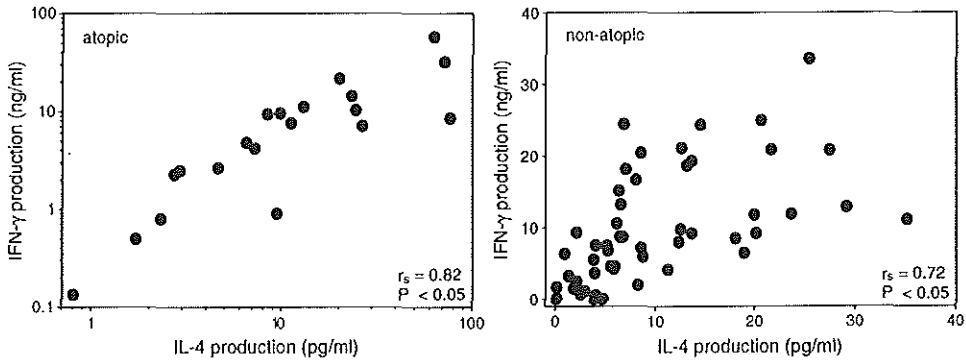 100
10
1
0.1
IFN-γ production (ng/ml)
atopic
rs = 0.82
P < 0.05
1
10
100
IL-4 production (pg/ml)
40
30
20
10
0
IFN-γ production (ng/ml)
non-atopic
rs = 0.72
P < 0.05
0
10
20
30
40
IL-4 production (pg/ml)